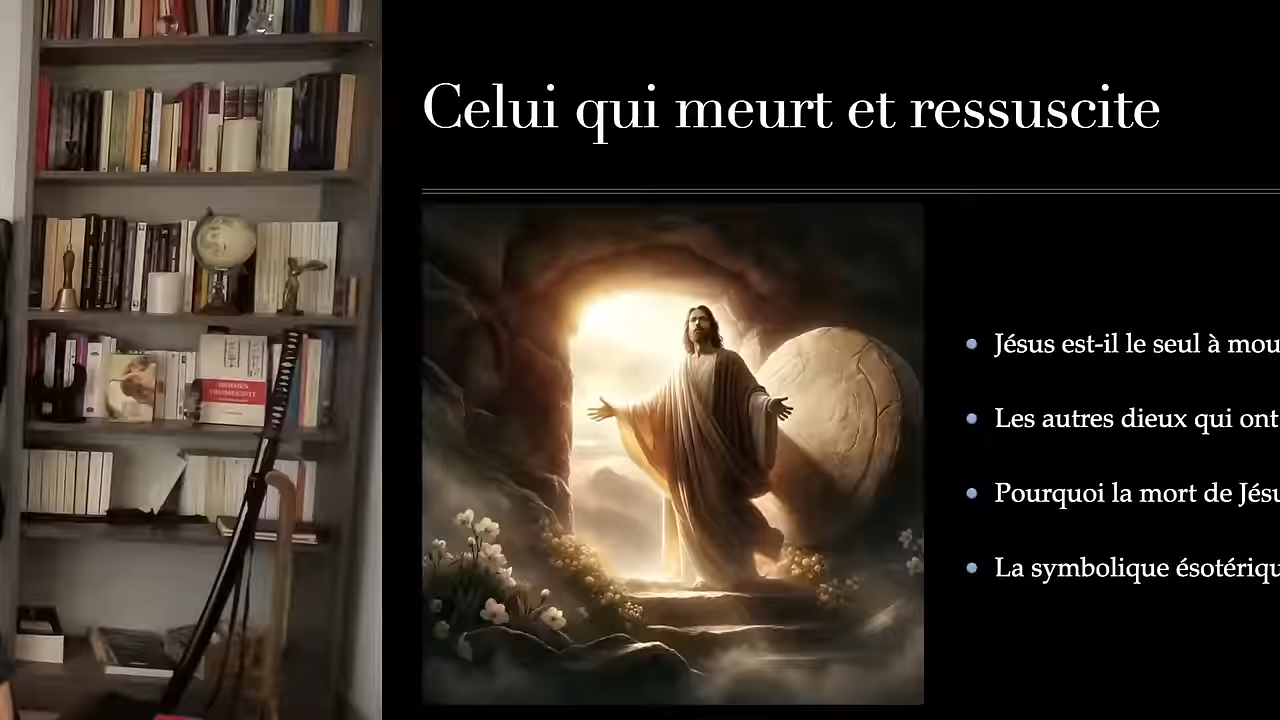 Celui qui meurt et ressuscite
Jésus est-il le seul à mou
Les autres dieux qui ont
Pourquoi la mort de Jésu
La symbolique ésotériqu